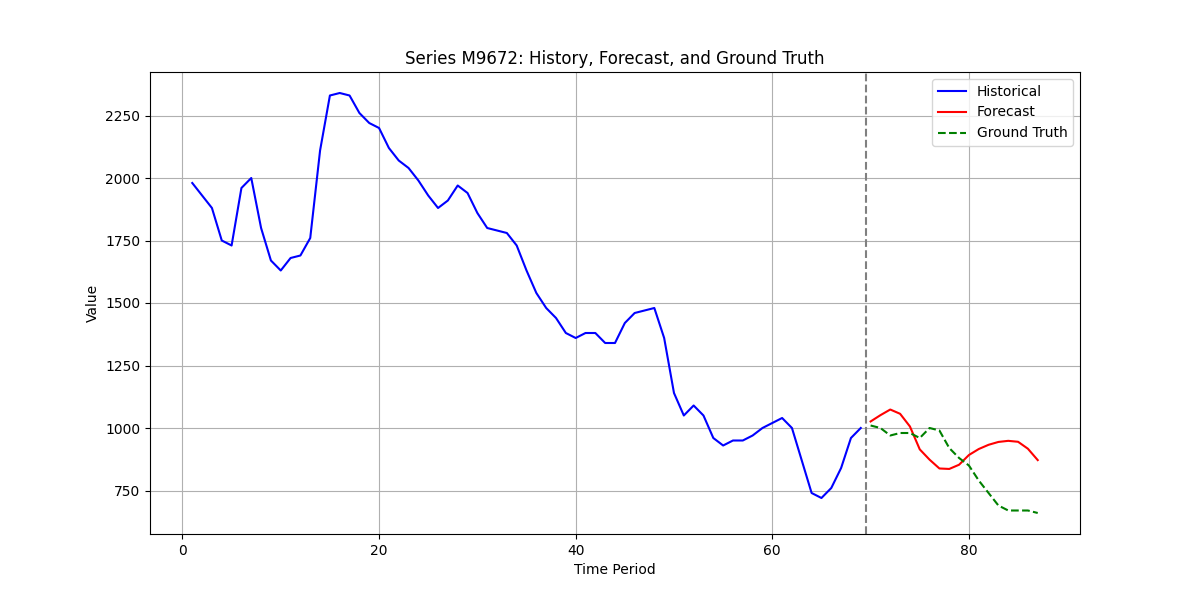 Series M9672: History, Forecast, and Ground Truth
Historical
Forecast
Ground Truth
2250
2000
1750
1500
1250
1000
750
Value
0
20
40
60
80
Time Period